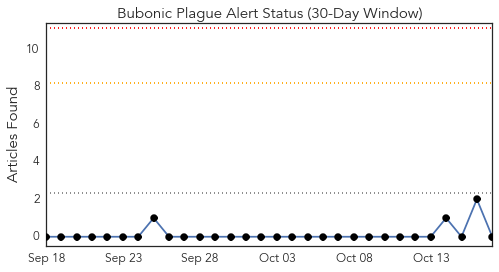 Bubonic Plague Alert Status (30-Day Window)
Articles Found
10
8
6
4
2
0
Sep 18
Sep 23
Sep 28
Oct 03
Oct 08
Oct 13